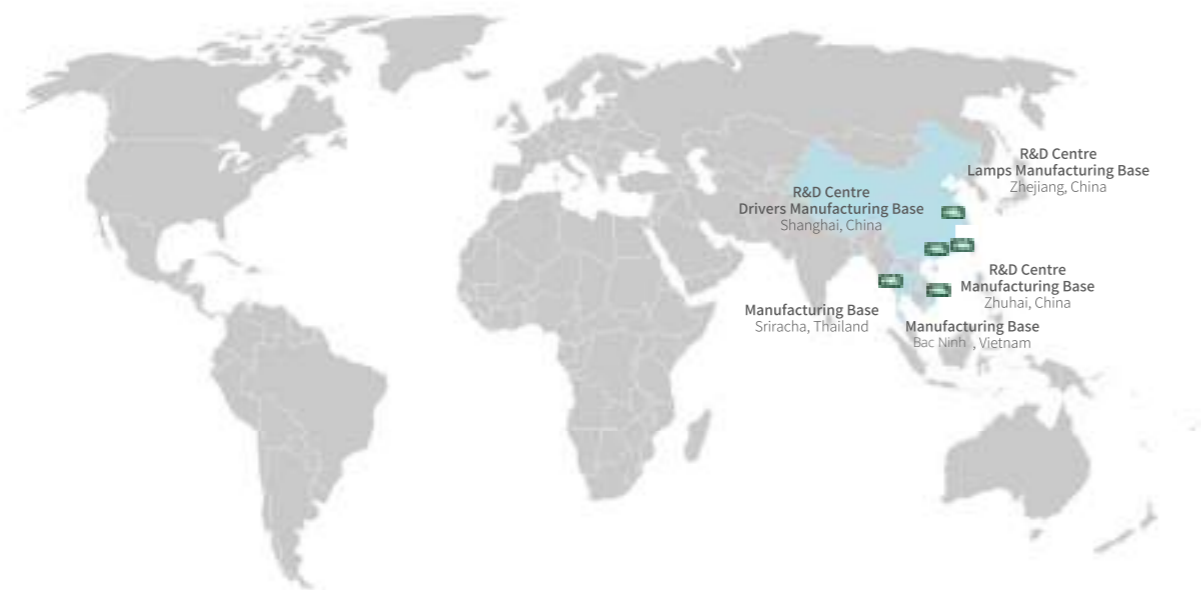 R&D Centre
Lamps Manufacturing Base
Zhejiang, China
R&D Centre
Drivers Manufacturing Base
Shanghai, China
R&D Centre
Manufacturing Base
Zhuhai, China
Manufacturing Base
Sriracha, Thailand
Manufacturing Base
Bac Ninh , Vietnam